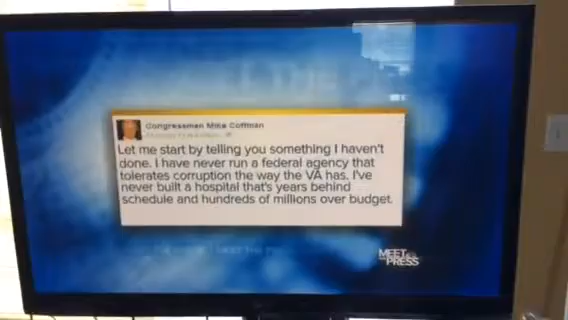 Congressman Mike Coffman
Let me start by telling you something I haven't
done. I have never run a federal agency that
tolerates corruption the way the VA has. I've
never built a hospital that's years behind
schedule and hundreds of millions over budget.
MEET
PRESS